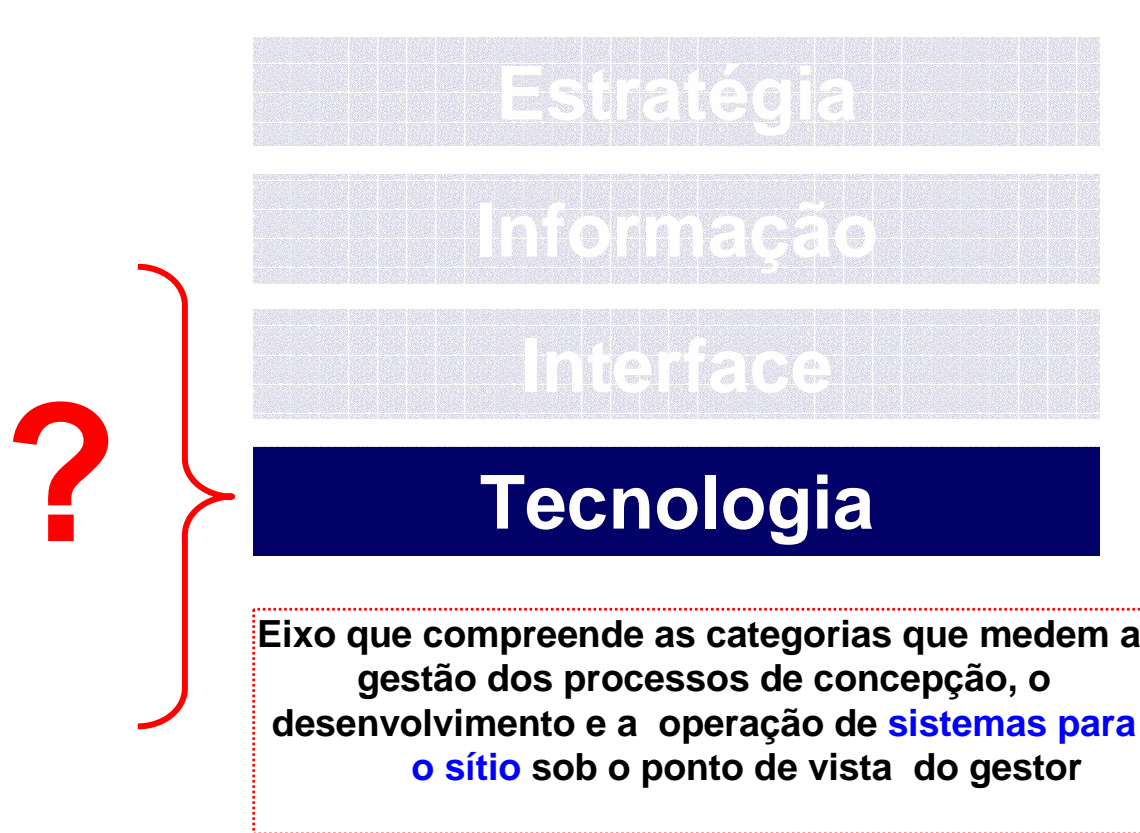 Estratégia
Informação
Interface
?
Tecnologia
Eixo que compreende as categorias que medem a
gestão dos processos de concepção, o
desenvolvimento e a operação de sistemas para
o sítio sob o ponto de vista do gestor